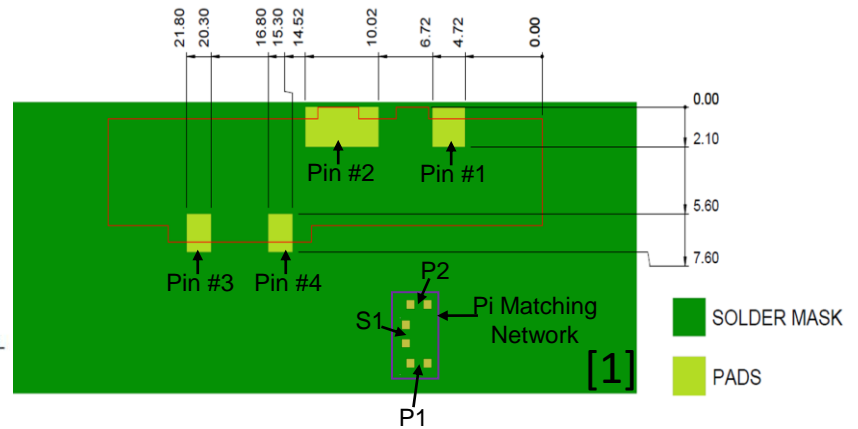 21.80
20.30
16.80
15.30
14.52
10.02
6.72
4.72
0.00
0.00
2.10
5.60
7.60
Pin #2
Pin #1
Pin #3
Pin #4
P2
S1
Pi Matching
Network
P1
[1]
SOLDER MASK
PADS